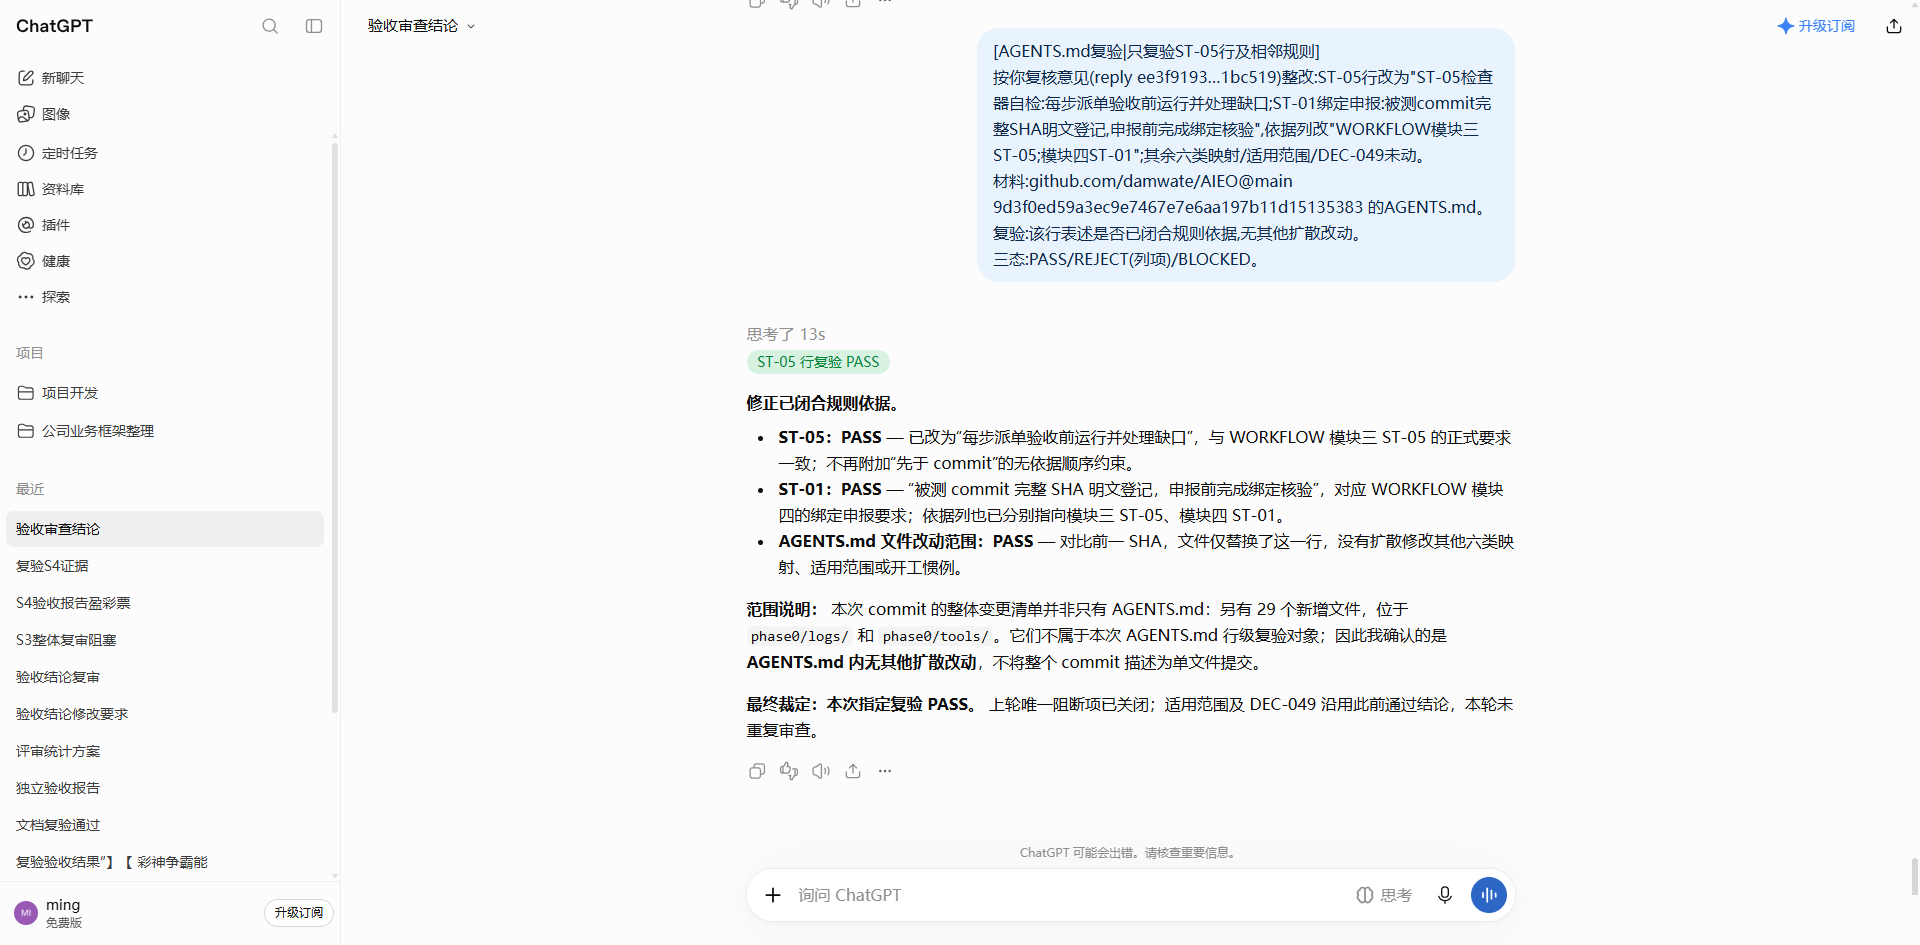 ChatGPT
新聊天
图像
定时任务
资料库
插件
健康
探索
项目
项目开发
公司业务框架整理
最近
验收审查结论
复验S4证据
S4验收报告盈彩票
S3整体复审阻塞
验收结论复审
验收结论修改要求
评审统计方案
独立验收报告
文档复验通过
复验验收结果"】【 彩神争霸能
MI
ming
免费版
升级订阅
验收审查结论
升级订阅
[AGENTS.md复验|只复验ST-05行及相邻规则]
按你复核意见(reply ee3f9193…1bc519)整改:ST-05行改为"ST-05检查
器自检:每步派单验收前运行并处理缺口;ST-01绑定申报:被测commit完
整SHA明文登记,申报前完成绑定核验",依据列改"WORKFLOW模块三
ST-05;模块四ST-01";其余六类映射/适用范围/DEC-049未动。
材料:github.com/damwate/AIEO@main
9d3f0ed59a3ec9e7467e7e6aa197b11d15135383 的AGENTS.md。
复验:该行表述是否已闭合规则依据,无其他扩散改动。
三态:PASS/REJECT(列项)/BLOCKED。
思考了 13s
ST-05 行复验 PASS
修正已闭合规则依据。
• ST-05：PASS — 已改为“每步派单验收前运行并处理缺口”，与 WORKFLOW 模块三 ST-05 的正式要求
一致；不再附加“先于 commit”的无依据顺序约束。
• ST-01：PASS — “被测 commit 完整 SHA 明文登记，申报前完成绑定核验”，对应 WORKFLOW 模块
四的绑定申报要求；依据列也已分别指向模块三 ST-05、模块四 ST-01。
• AGENTS.md 文件改动范围：PASS — 对比前一 SHA，文件仅替换了这一行，没有扩散修改其他六类映
射、适用范围或开工惯例。
范围说明： 本次 commit 的整体变更清单并非只有 AGENTS.md：另有 29 个新增文件，位于
phase0/logs/ 和 phase0/tools/ 。它们不属于本次 AGENTS.md 行级复验对象；因此我确认的是
AGENTS.md 内无其他扩散改动，不将整个 commit 描述为单文件提交。
最终裁定：本次指定复验 PASS。 上轮唯一阻断项已关闭；适用范围及 DEC-049 沿用此前通过结论，本轮未
重复审查。
ChatGPT 可能会出错。请核查重要信息。
询问 ChatGPT
思考